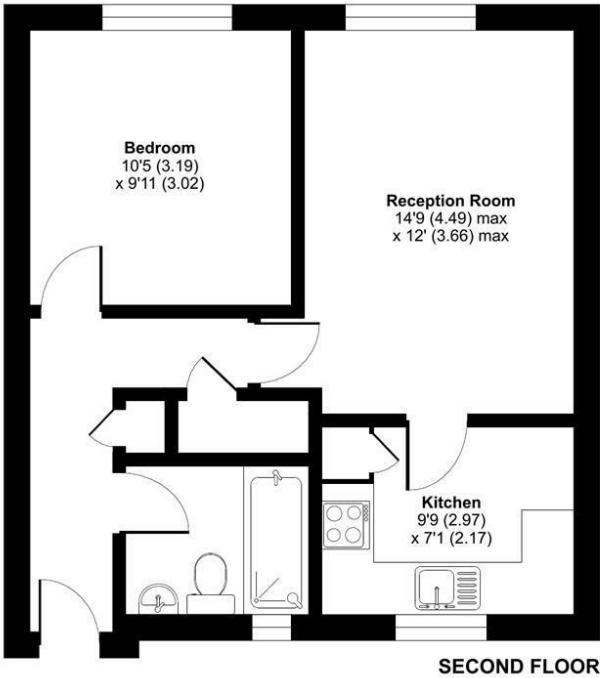 Bedroom
10'5 (3.19)
x 9'11 (3.02)
Reception Room
14'9 (4.49) max
x 12' (3.66) max
Kitchen
9'9 (2.97)
x 7'1 (2.17)
SECOND FLOOR